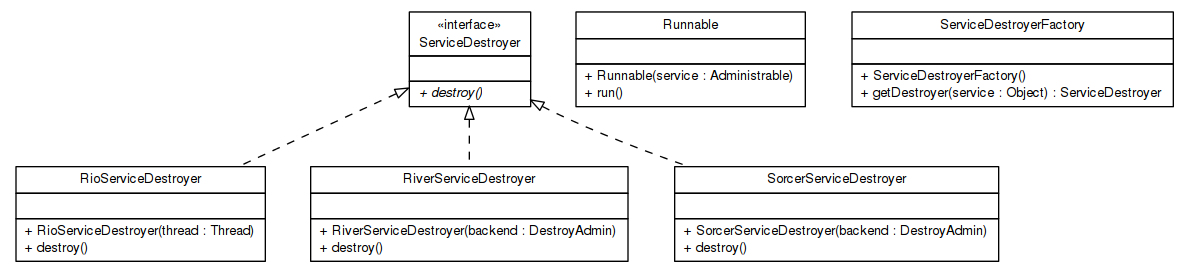 «interface»
ServiceDestroyer
+ destroy()
Runnable
+ Runnable(service : Administrable)
+ run()
ServiceDestroyerFactory
+ ServiceDestroyerFactory()
+ getDestroyer(service : Object) : ServiceDestroyer
RioServiceDestroyer
+ RioServiceDestroyer(thread : Thread)
+ destroy()
RiverServiceDestroyer
+ RiverServiceDestroyer(backend : DestroyAdmin)
+ destroy()
SorcerServiceDestroyer
+ SorcerServiceDestroyer(backend : DestroyAdmin)
+ destroy()